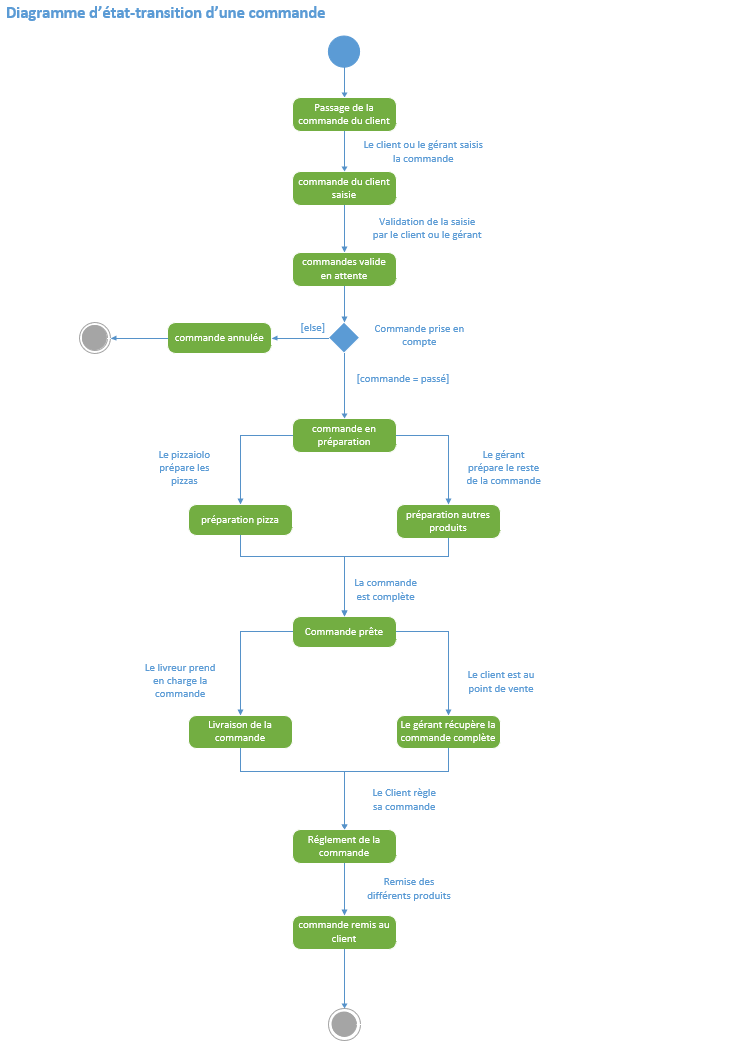 Diagramme d'état-transition d'une commande
Passage de la
commande du client
Le client ou le gérant saisis
la commande
commande du client
saisie
Validation de la saisie
par le client ou le gérant
commandes valide
en attente
commande annulée
[else]
Commande prise en
compte
[commande = passé]
commande en
préparation
Le pizzaiolo
prépare les
pizzas
Le gérant
prépare le reste
de la commande
préparation pizza
préparation autres
produits
La commande
est complète
Commande prête
Le livreur prend
en charge la
commande
Le client est au
point de vente
Livraison de la
commande
Le gérant récupère la
commande complète
Le Client règle
sa commande
Réglement de la
commande
Remise des
différents produits
commande remis au
client